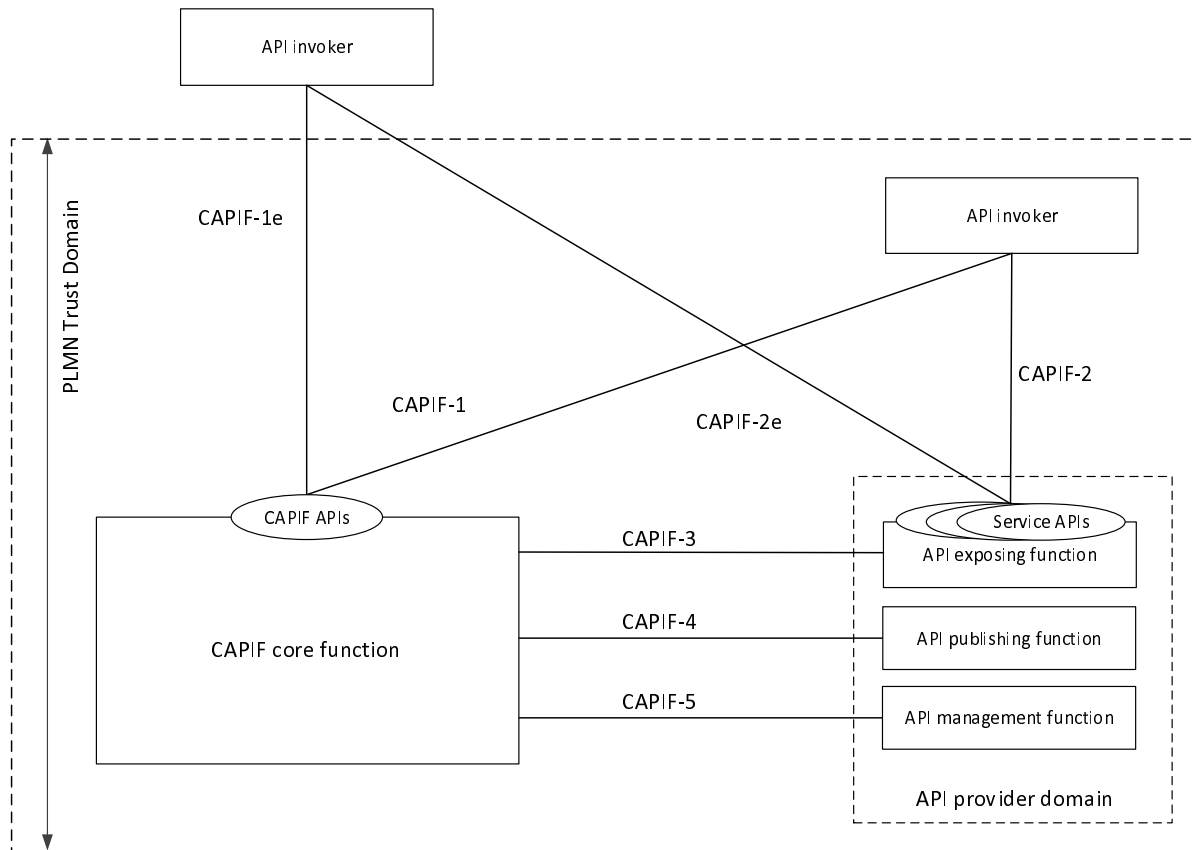 API invoker
PLMN Trust Domain
CAPIF-1e
API invoker
CAPIF-2
CAPIF-1
CAPIF-2e
CAPIF APIs
Service APIs
CAPIF-3
API exposing function
CAPIF-4
API publishing function
CAPIF core function
CAPIF-5
API management function
API provider domain